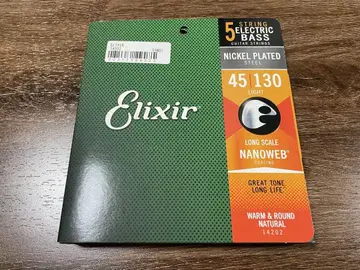 5 STRING
ELECTRIC
BASS
GUITAR STRINGS
NICKEL PLATED
STEEL
45 130
LIGHT
Elixir
LONG SCALE
NANOWEB
COATING
GREAT TONE
LONG LIFE
WARM & ROUND
NATURAL
14202